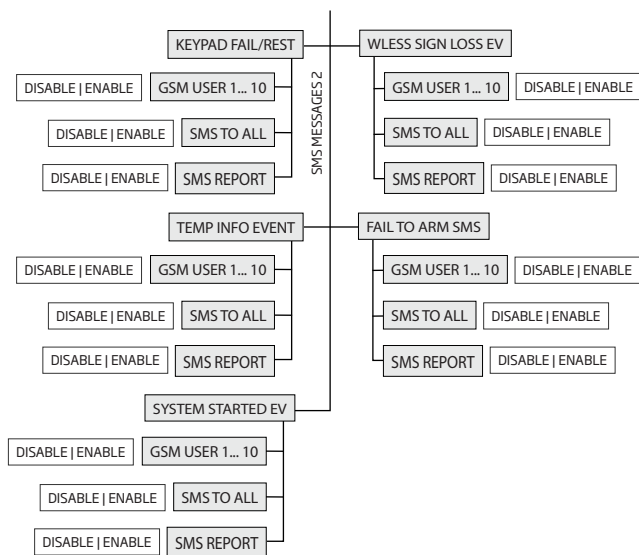 SMS MESSAGES 2
KEYPAD FAIL/REST
DISABLE | ENABLE GSM USER 1... 10
DISABLE | ENABLE SMS TO ALL
DISABLE | ENABLE SMS REPORT
WLESS SIGN LOSS EV
GSM USER 1... 10 DISABLE | ENABLE
SMS TO ALL DISABLE | ENABLE
SMS REPORT DISABLE | ENABLE
TEMP INFO EVENT
DISABLE | ENABLE GSM USER 1... 10
DISABLE | ENABLE SMS TO ALL
DISABLE | ENABLE SMS REPORT
FAIL TO ARM SMS
GSM USER 1... 10 DISABLE | ENABLE
SMS TO ALL DISABLE | ENABLE
SMS REPORT DISABLE | ENABLE
SYSTEM STARTED EV
DISABLE | ENABLE GSM USER 1... 10
DISABLE | ENABLE SMS TO ALL
DISABLE | ENABLE SMS REPORT